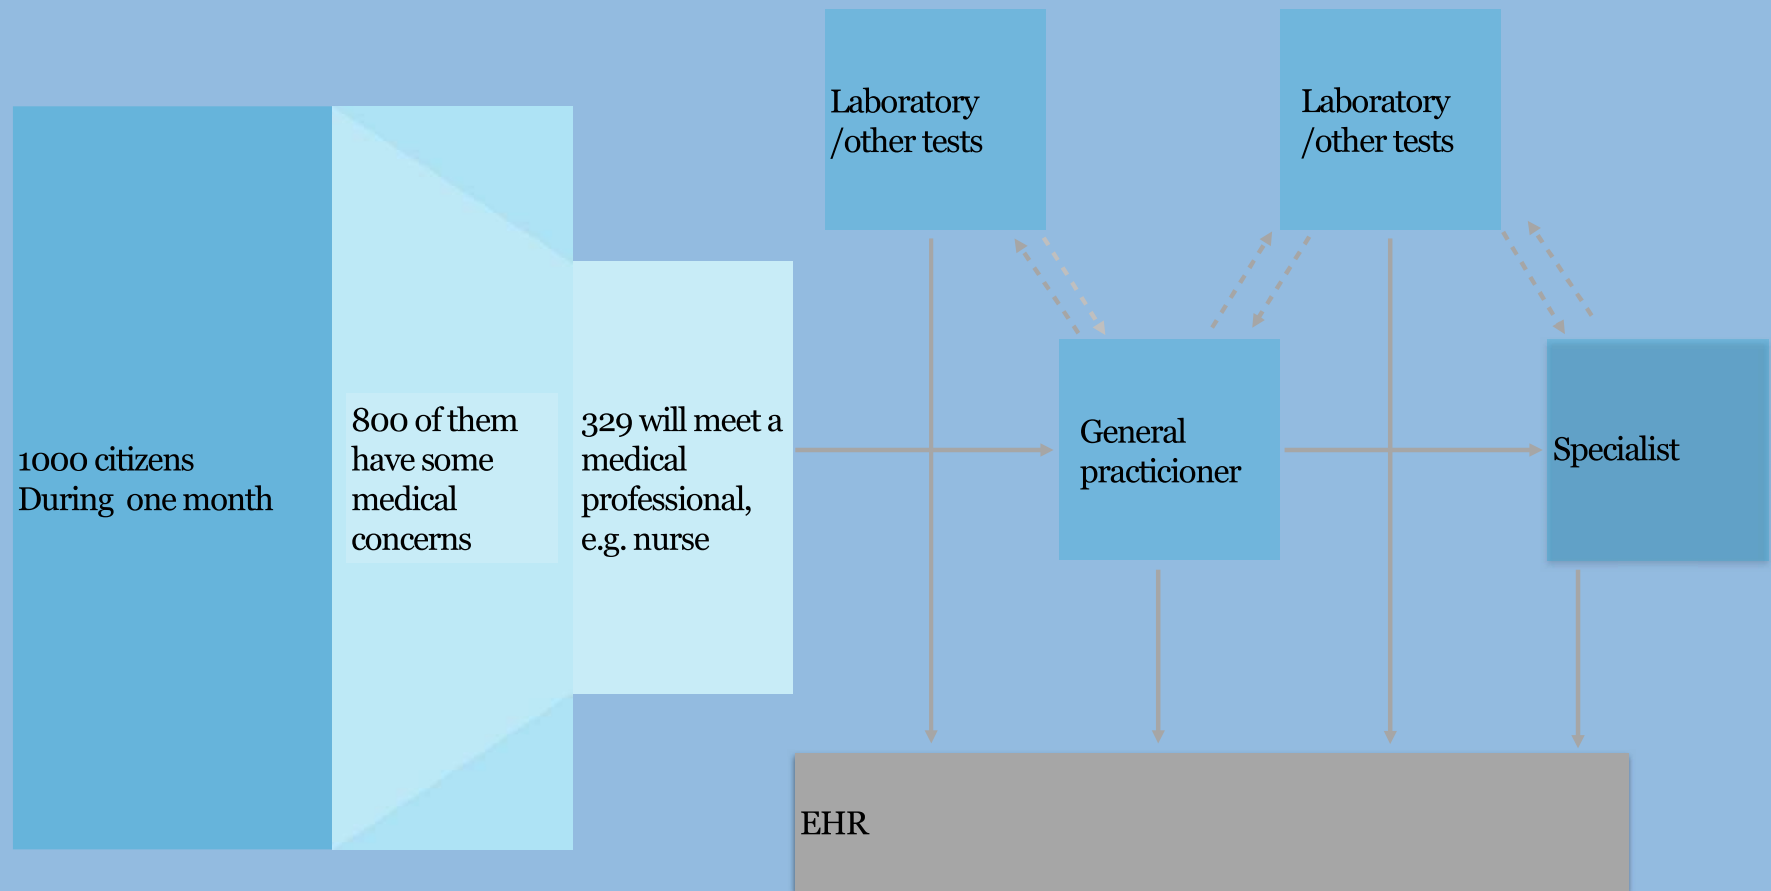 1000 citizens
During  one month
800 of them
have some
medical
concerns
329 will meet a
medical
professional,
e.g. nurse
Laboratory
/other tests
General
practicioner
Laboratory
/other tests
Specialist
EHR